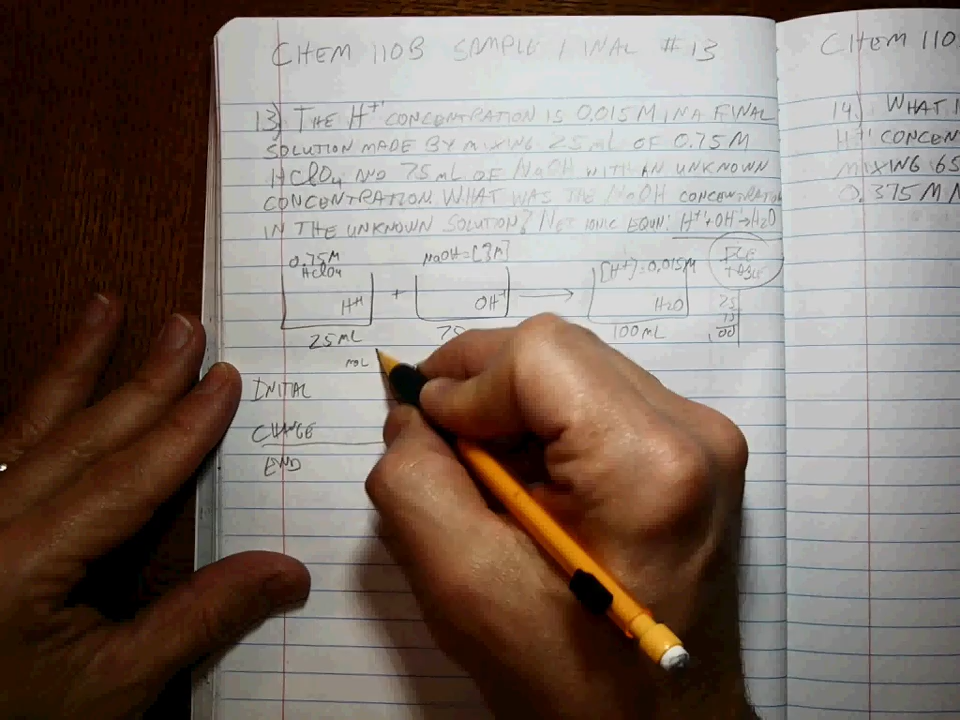 CHEM 110B SAMPLE FINAL #13
CHEM 110
13) THE H+ CONCENTRATION IS 0.015 M IN A FINAL
SOLUTION MADE BY MIXING 25 mL OF 0.75 M
HClO4 AND 75 mL OF NaOH WITH AN UNKNOWN
CONCENTRATION. WHAT WAS THE NaOH CONCENTRATION
IN THE UNKNOWN SOLUTION? NET IONIC EQUN: H+ + OH- → H2O
14.) WHAT
H+ CONCEN
MIXING 65
0.375 M N
0.75M
HClO4
NaOH = [?M]
[H+] = 0.015M
ICE
TABLE
H+
+
OH-
H2O
25 mL
75
100 mL
25
75
100
mol
INITIAL
CHANGE
END